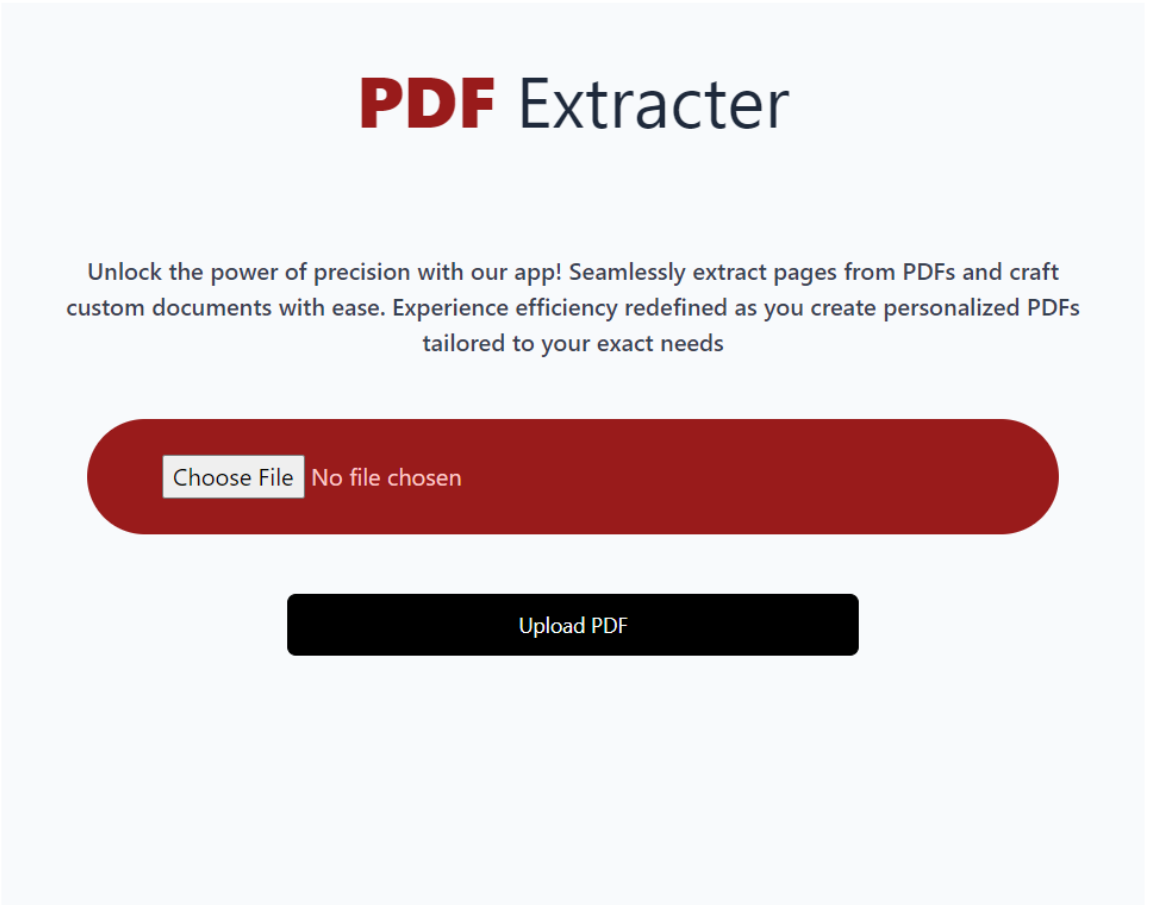 PDF Extracter
Unlock the power of precision with our app! Seamlessly extract pages from PDFs and craft
custom documents with ease. Experience efficiency redefined as you create personalized PDFs
tailored to your exact needs
Choose File No file chosen
Upload PDF